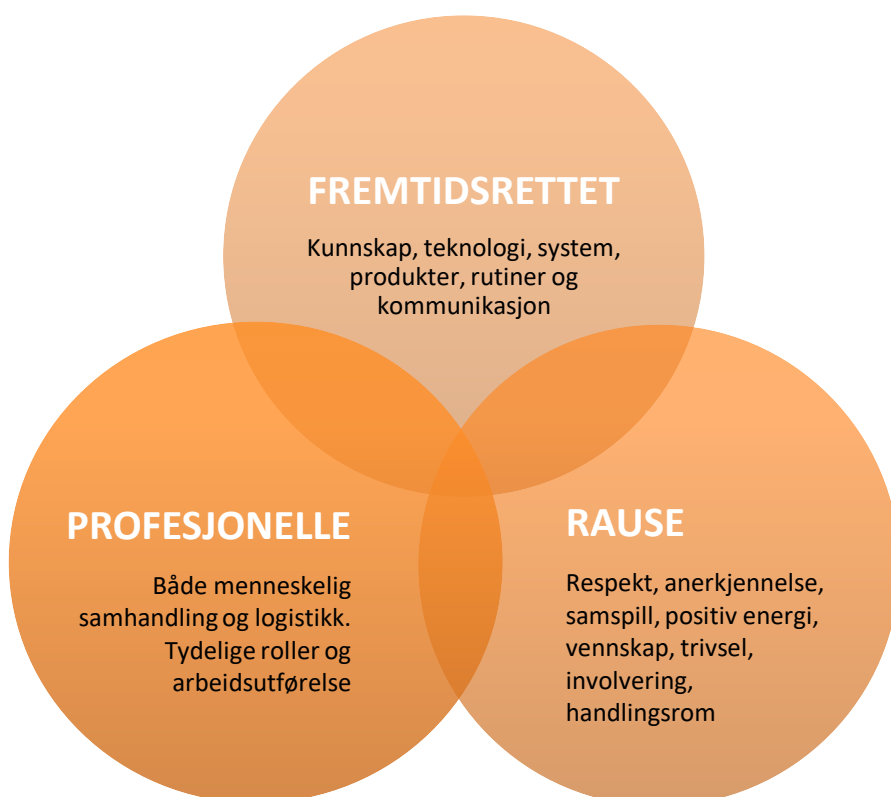 FREMTIDSRETTET
Kunnskap, teknologi, system,
produkter, rutiner og
kommunikasjon
PROFESJONELLE
Både menneskelig
samhandling og logistikk.
Tydelige roller og
arbeidsutførelse
RAUSE
Respekt, anerkjennelse,
samspill, positiv energi,
vennskap, trivsel,
involvering,
handlingsrom